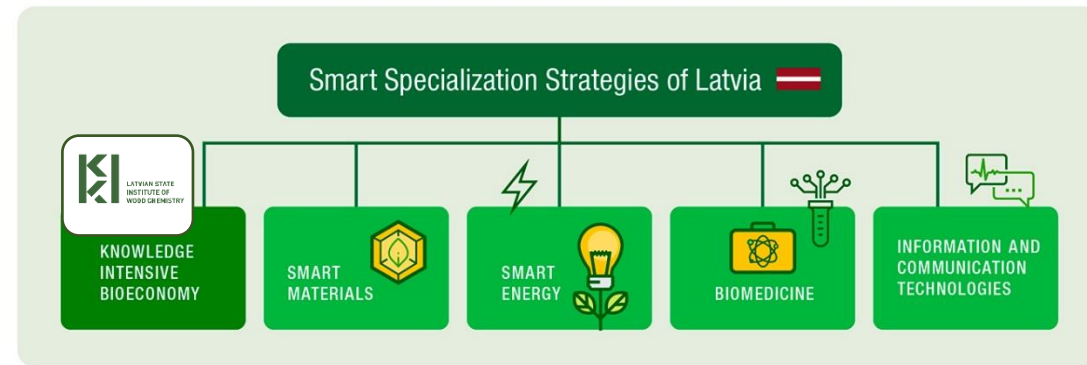 Smart Specialization Strategies of Latvia
LATVIAN STATE
INSTITUTE OF
WOOD CHEMISTRY
KNOWLEDGE
INTENSIVE
BIOECONOMY
SMART
MATERIALS
SMART
ENERGY
BIOMEDICINE
INFORMATION AND
COMMUNICATION
TECHNOLOGIES